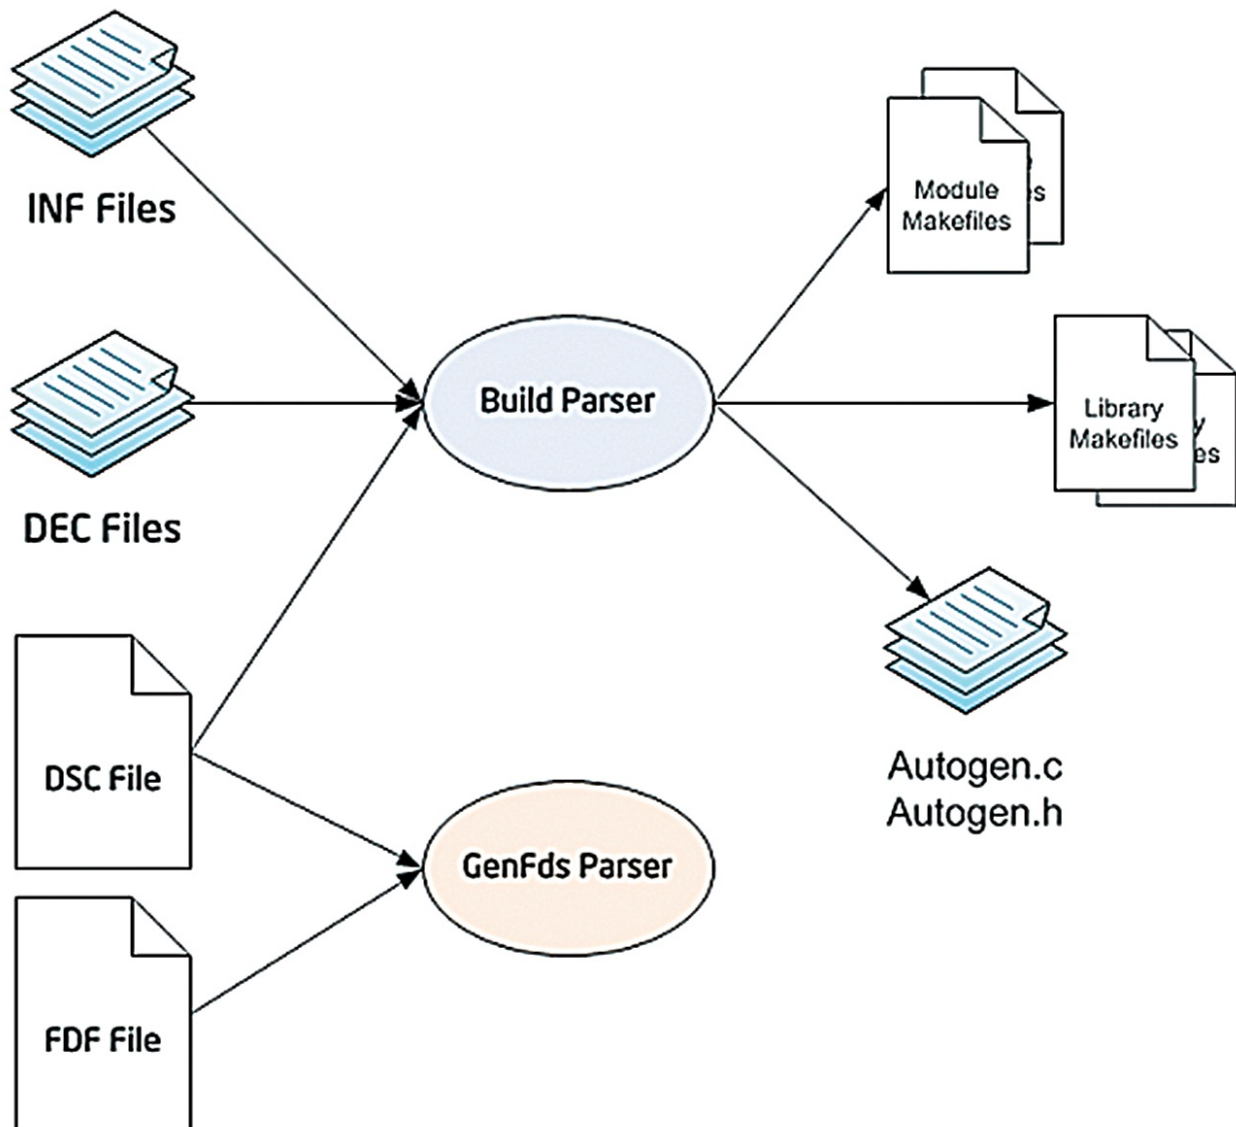 INF Files
DEC Files
DSC File
FDF File
Build Parser
GenFds Parser
Module
Makefiles
Library
Makefiles
Autogen.c
Autogen.h